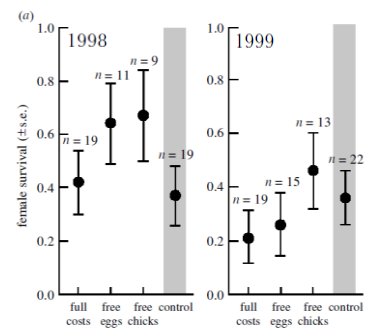 (a)
female survival (±s.e.)
1998
1.0
0.8
0.6
0.4
0.2
0.0
n = 19
n = 11
n = 9
n = 19
full costs
free eggs
free chicks
control
1999
1.0
0.8
0.6
0.4
0.2
0.0
n = 19
n = 15
n = 13
n = 22
full costs
free eggs
free chicks
control